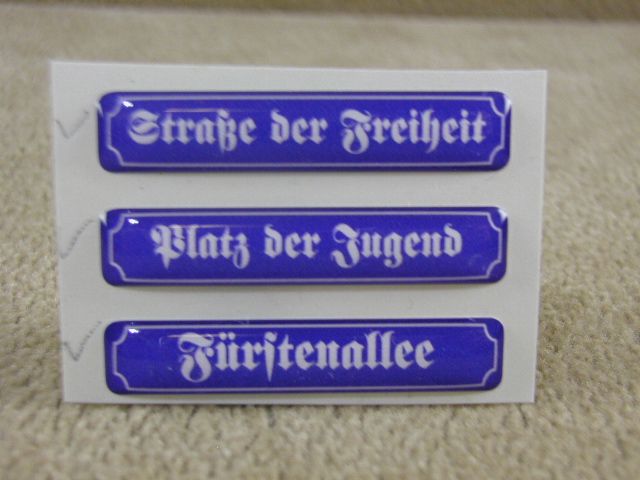 Straße der Freiheit
Platz der Jugend
Fürſtenallee